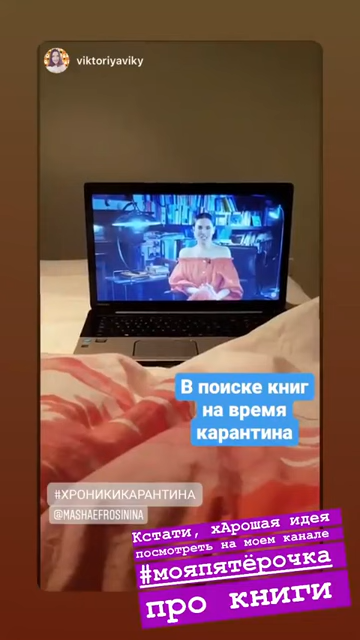 viktoriyaviky
В поиске книг
на время
карантина
#ХРОНИКИКАРАНТИНА
@MASHAEFROSININA
Кстати, хАрошая идея
посмотреть на моем канале
#мояпятёрочка
про книги